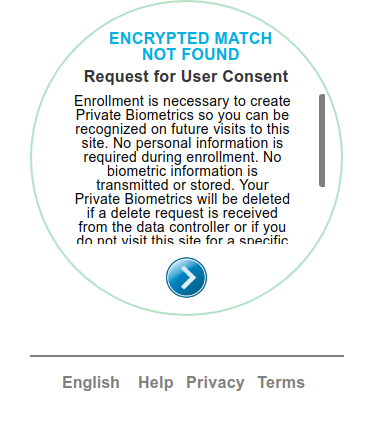 ENCRYPTED MATCH
NOT FOUND
Request for User Consent
Enrollment is necessary to create
Private Biometrics so you can be
recognized on future visits to this
site. No personal information is
required during enrollment. No
biometric information is
transmitted or stored. Your
Private Biometrics will be deleted
if a delete request is received
from the data controller or if you
do not visit this site for a specific
English Help Privacy Terms